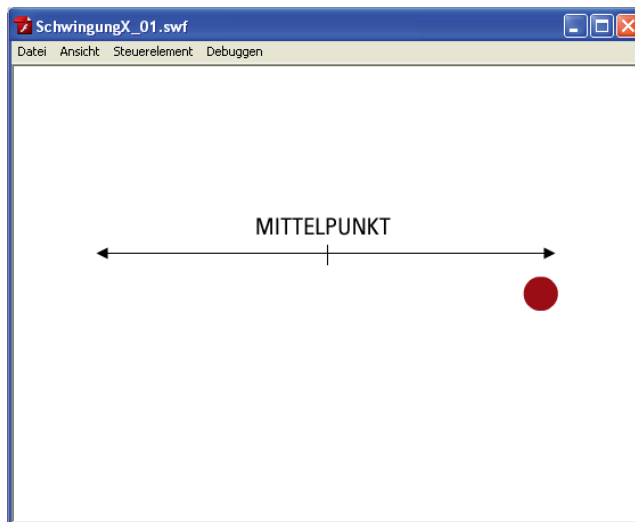 SchwingungX_01.swf
Datei Ansicht Steuerelement Debuggen
MITTELPUNKT